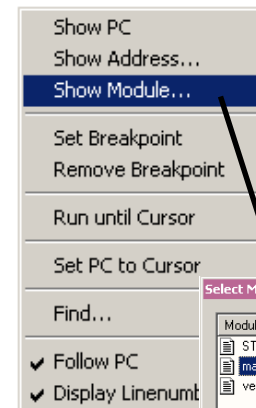 Show PC
Show Address...
Show Module...
Set Breakpoint
Remove Breakpoint
Run until Cursor
Set PC to Cursor
Find...
Follow PC
Display Linenumb
Select M
Modul
ST
ma
ve